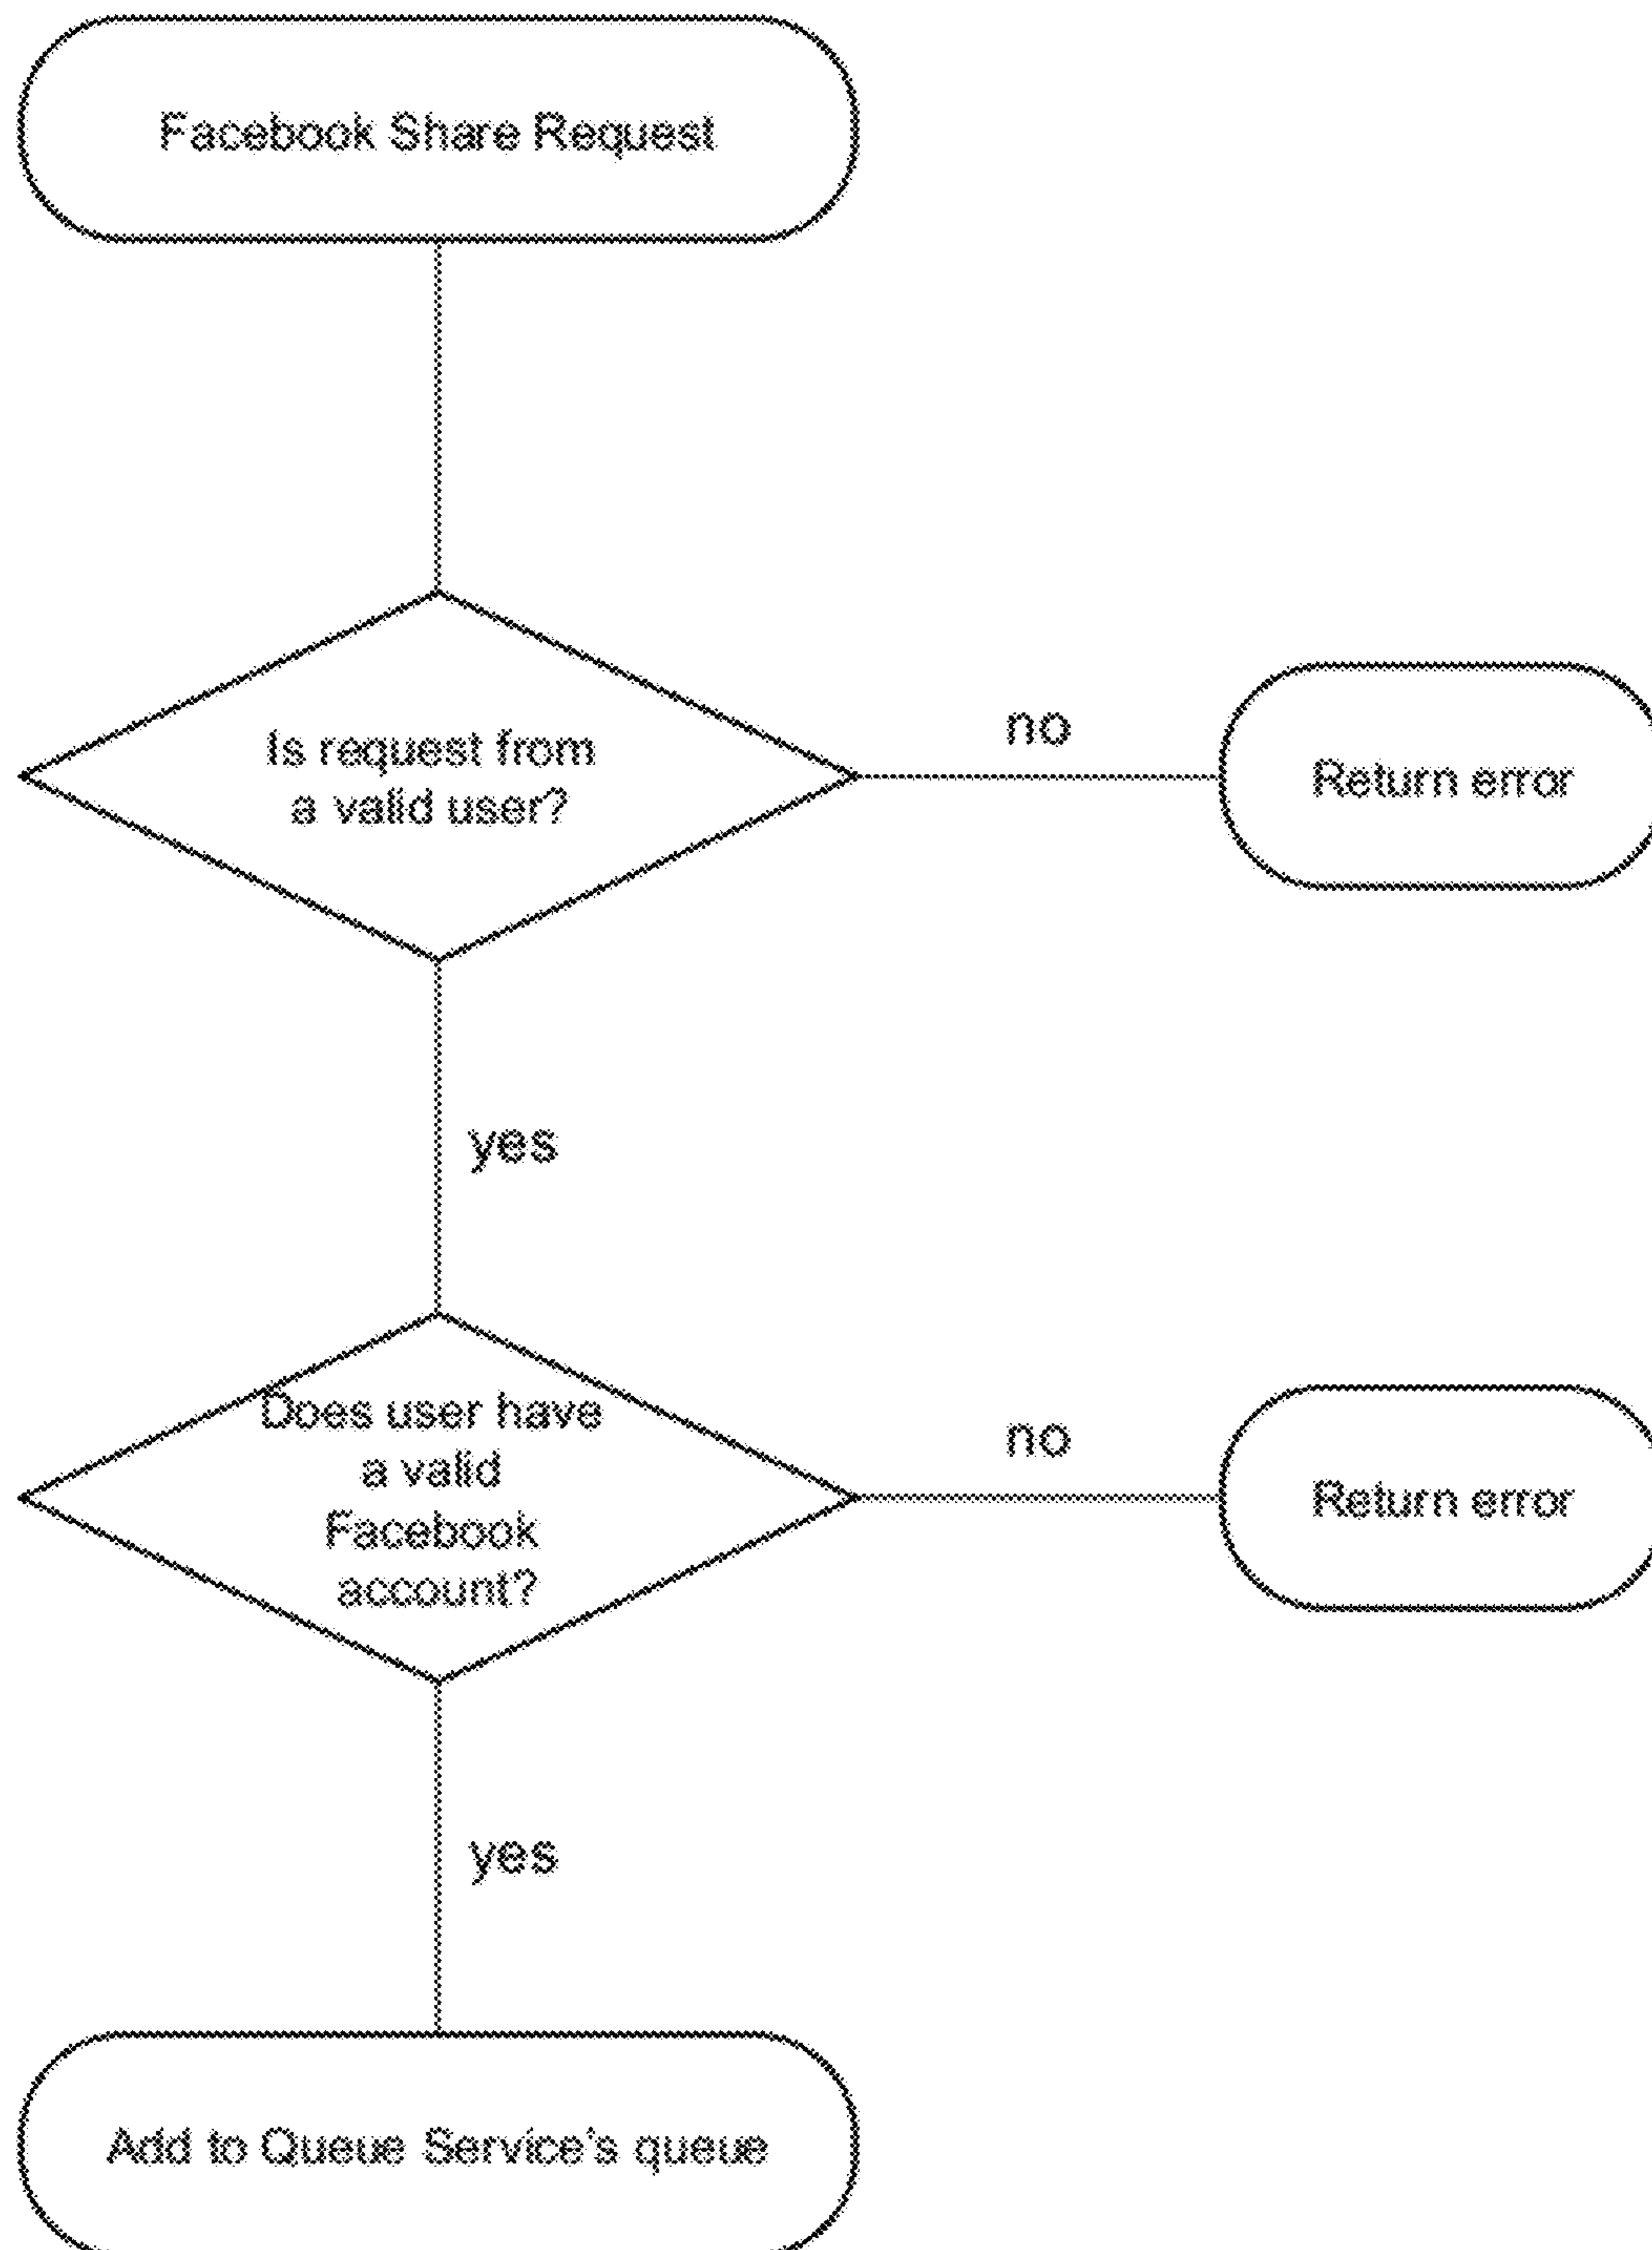 Facebook Share Request
Is request from
a valid user?
no
Return error
yes
Does user have
a valid
Facebook
account?
no
Return error
yes
Add to Queue Service's queue